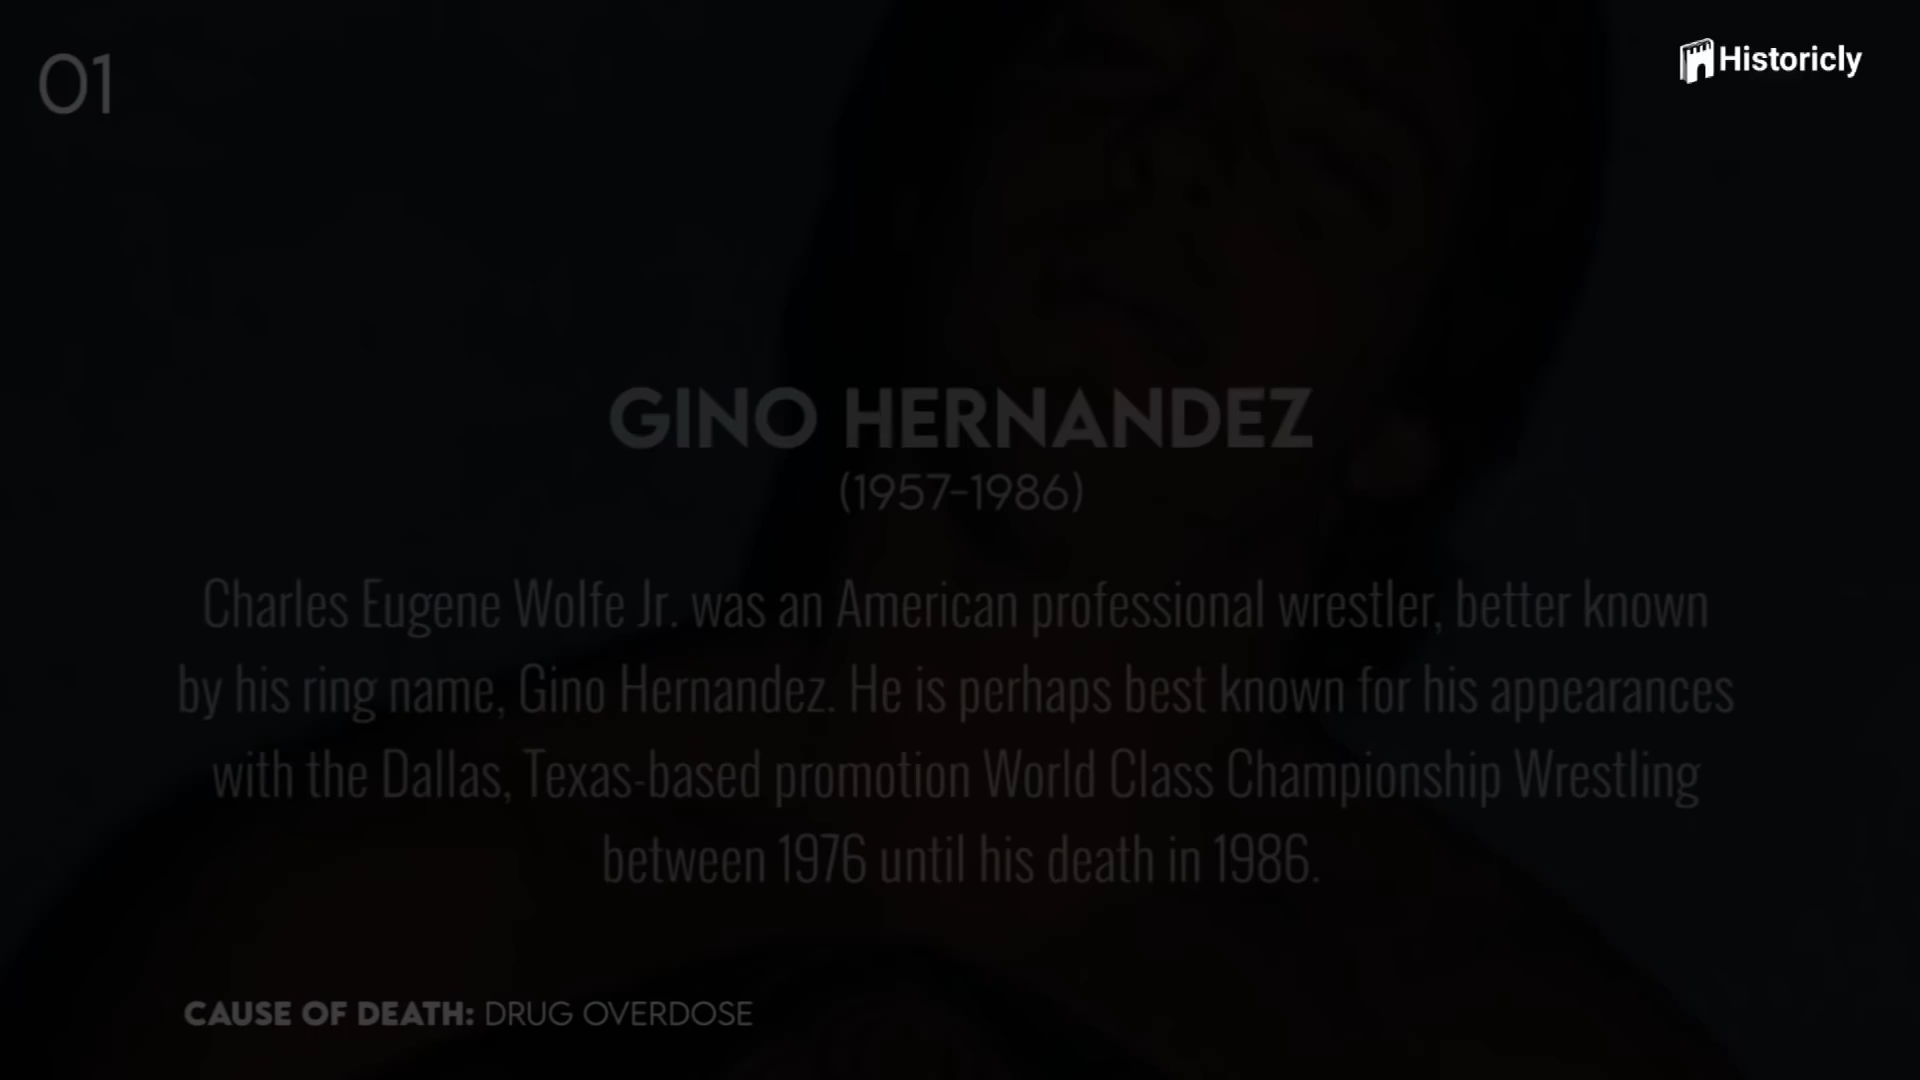 01
Historicly
GINO HERNANDEZ
(1957-1986)
Charles Eugene Wolfe Jr. was an American professional wrestler, better known
by his ring name, Gino Hernandez. He is perhaps best known for his appearances
with the Dallas, Texas-based promotion World Class Championship Wrestling
between 1976 until his death in 1986.
CAUSE OF DEATH: DRUG OVERDOSE